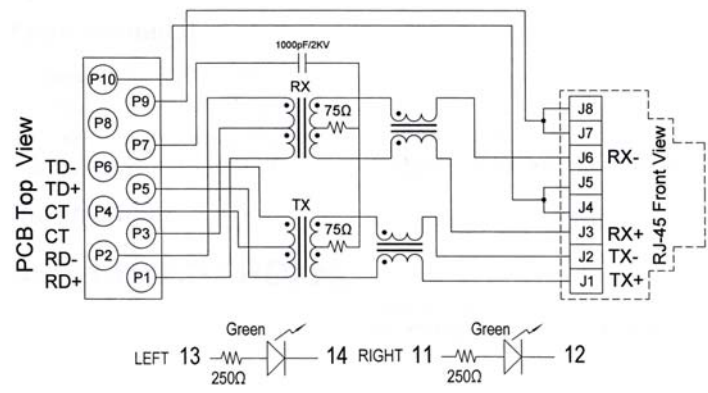 1000pF/2KV
P10
P9
P8
P7
P6
P5
P4
P3
P2
P1
PCB Top View
TD-
TD+
CT
CT
RD-
RD+
RX
75Ω
TX
75Ω
J8
J7
J6 RX-
J5
J4
J3 RX+
J2 TX-
J1 TX+
RJ-45 Front View
Green
LEFT 13 14
250Ω
Green
RIGHT 11 12
250Ω